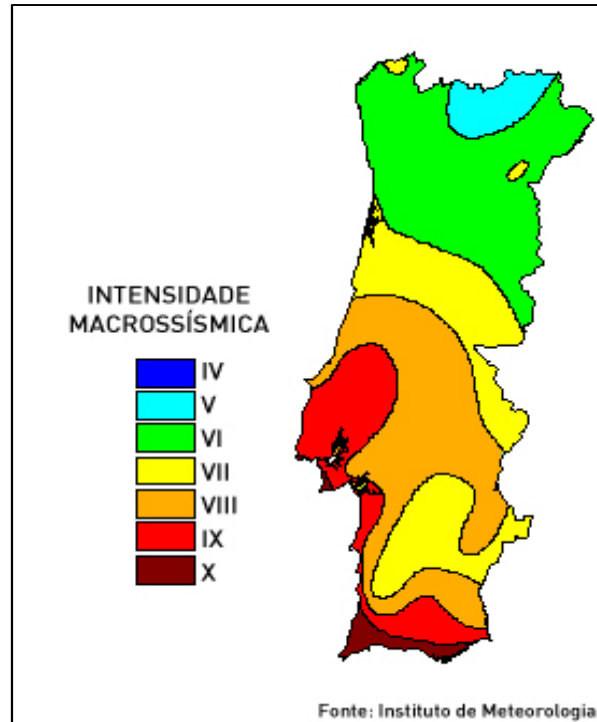 INTENSIDADE
MACROSSÍSMICA
IV
V
VI
VII
VIII
IX
X
Fonte: Instituto de Meteorologia